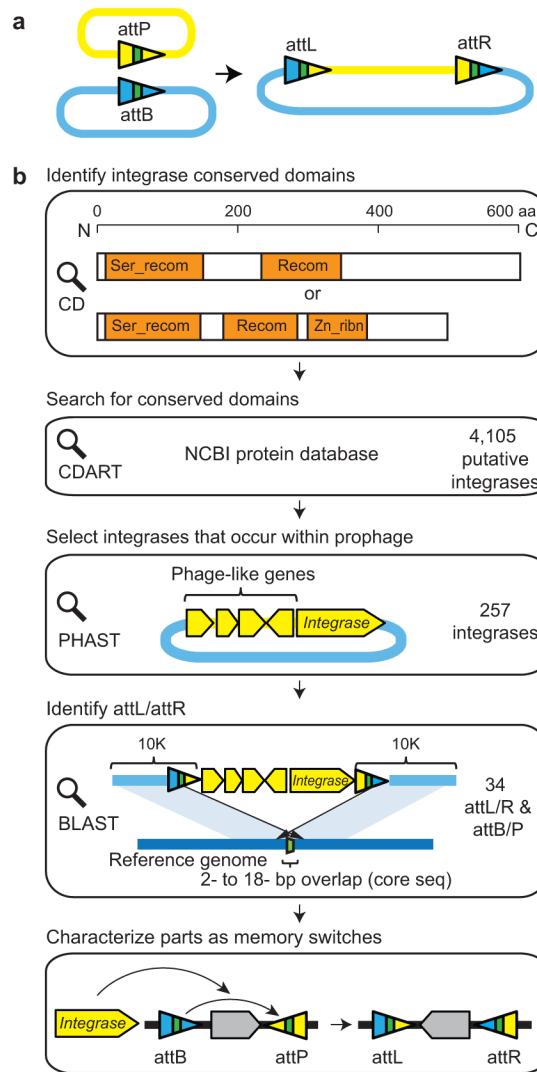 a
attP
attB
attL
attR
b
Identify integrase conserved domains
0 200 400 600 aa
N C
Ser_recom Recom
or
CD
Ser_recom Recom Zn_ribn
Search for conserved domains
CDART
NCBI protein database
4,105
putative
integrases
Select integrases that occur within prophage
Phage-like genes
Integrase
PHAST
257
integrases
Identify attL/attR
10K 10K
Integrase
BLAST
34
attL/R &
attB/P
Reference genome
2- to 18- bp overlap (core seq)
Characterize parts as memory switches
Integrase
attB attP attL attR